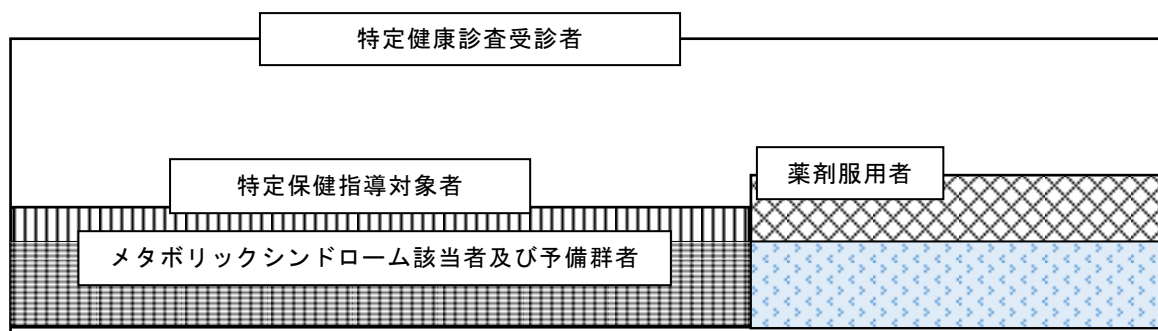 特定健康診査受診者
特定保健指導対象者
薬剤服用者
メタボリックシンドローム該当者及び予備群者